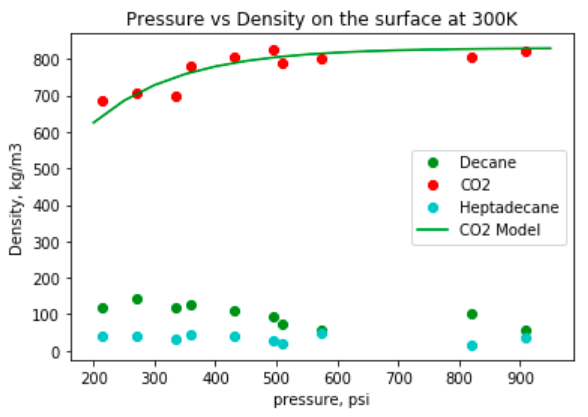 Pressure vs Density on the surface at 300K
Density, kg/m3
800
700
600
500
400
300
200
100
0
Decane
CO2
Heptadecane
CO2 Model
200 300 400 500 600 700 800 900
pressure, psi